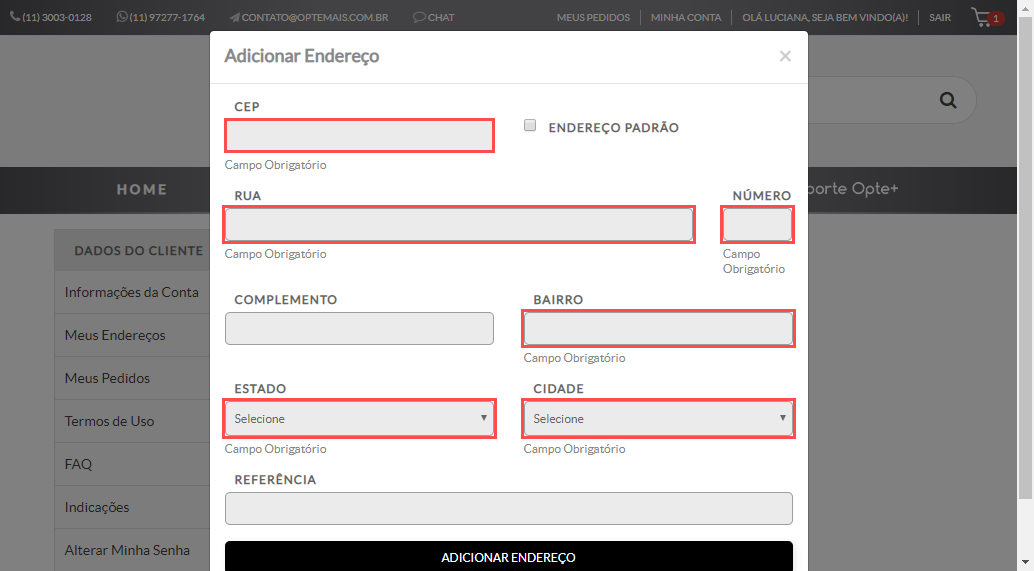 (11) 3003-0128 (11) 97277-1764 CONTATO@OPTEMAIS.COM.BR CHAT MEUS PEDIDOS MINHA CONTA OLÁ LUCIANA, SEJA BEM VINDO(A)! SAIR 1
Adicionar Endereço ×
CEP
ENDEREÇO PADRÃO
Campo Obrigatório
HOME
porte Opte+
RUA NÚMERO
Campo Obrigatório Campo
Obrigatório
DADOS DO CLIENTE
Informações da Conta
Meus Endereços
Meus Pedidos
Termos de Uso
FAQ
Indicações
Alterar Minha Senha
COMPLEMENTO BAIRRO
Campo Obrigatório
ESTADO CIDADE
Selecione Selecione
Campo Obrigatório Campo Obrigatório
REFERÊNCIA
ADICIONAR ENDEREÇO